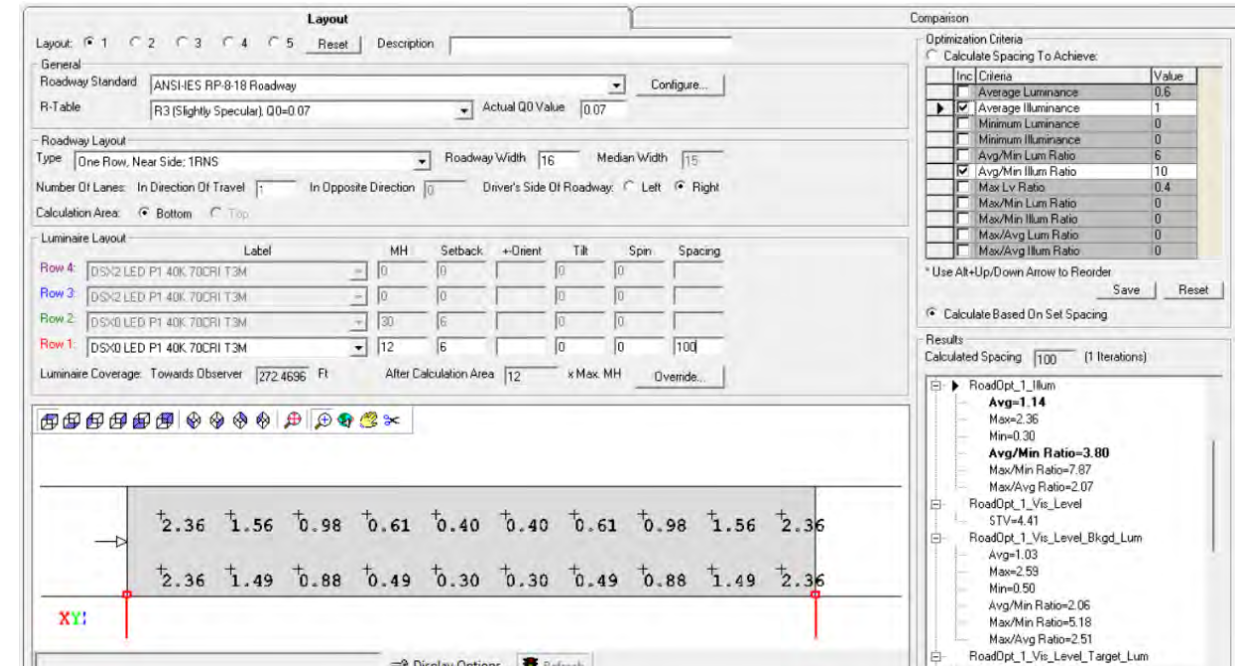 Layout
Comparison
Layout: 1 2 3 4 5 Reset Description
General
Roadway Standard ANSI-IES RP-8-18 Roadway Configure...
R-Table R3 (Slightly Specular), Q0=0.07 Actual Q0 Value 0.07
Roadway Layout
Type One Row, Near Side; 1RNS Roadway Width 16 Median Width 15
Number Of Lanes: In Direction Of Travel 1 In Opposite Direction 0 Driver's Side Of Roadway: Left Right
Calculation Area: Bottom Top
Luminaire Layout
Label MH Setback +-Orient Tilt Spin Spacing
Row 4: DSX2 LED P1 40K 70CRI T3M 0 0 0 0
Row 3: DSX2 LED P1 40K 70CRI T3M 0 0 0 0
Row 2: DSX0 LED P1 40K 70CRI T3M 30 6 0 0
Row 1: DSX0 LED P1 40K 70CRI T3M 12 6 0 0 100
Luminaire Coverage: Towards Observer 272.4696 Ft After Calculation Area 12 x Max. MH Override...
2.36 1.56 0.98 0.61 0.40 0.40 0.61 0.98 1.56 2.36
2.36 1.49 0.88 0.49 0.30 0.30 0.49 0.88 1.49 2.36
XY
Display Options Refresh
Optimization Criteria
Calculate Spacing To Achieve:
Inc Criteria Value
Average Luminance 0.6
Average Illuminance 1
Minimum Luminance 0
Minimum Illuminance 0
Avg/Min Lum Ratio 6
Avg/Min Illum Ratio 10
Max Lv Ratio 0.4
Max/Min Lum Ratio 0
Max/Min Illum Ratio 0
Max/Avg Lum Ratio 0
Max/Avg Illum Ratio 0
* Use Alt+Up/Down Arrow to Reorder
Save Reset
Calculate Based On Set Spacing
Results
Calculated Spacing 100 (1 Iterations)
RoadOpt_1_Illum
Avg=1.14
Max=2.36
Min=0.30
Avg/Min Ratio=3.80
Max/Min Ratio=7.87
Max/Avg Ratio=2.07
RoadOpt_1_Vis_Level
STV=4.41
RoadOpt_1_Vis_Level_Bkgd_Lum
Avg=1.03
Max=2.59
Min=0.50
Avg/Min Ratio=2.06
Max/Min Ratio=5.18
Max/Avg Ratio=2.51
RoadOpt_1_Vis_Level_Target_Lum